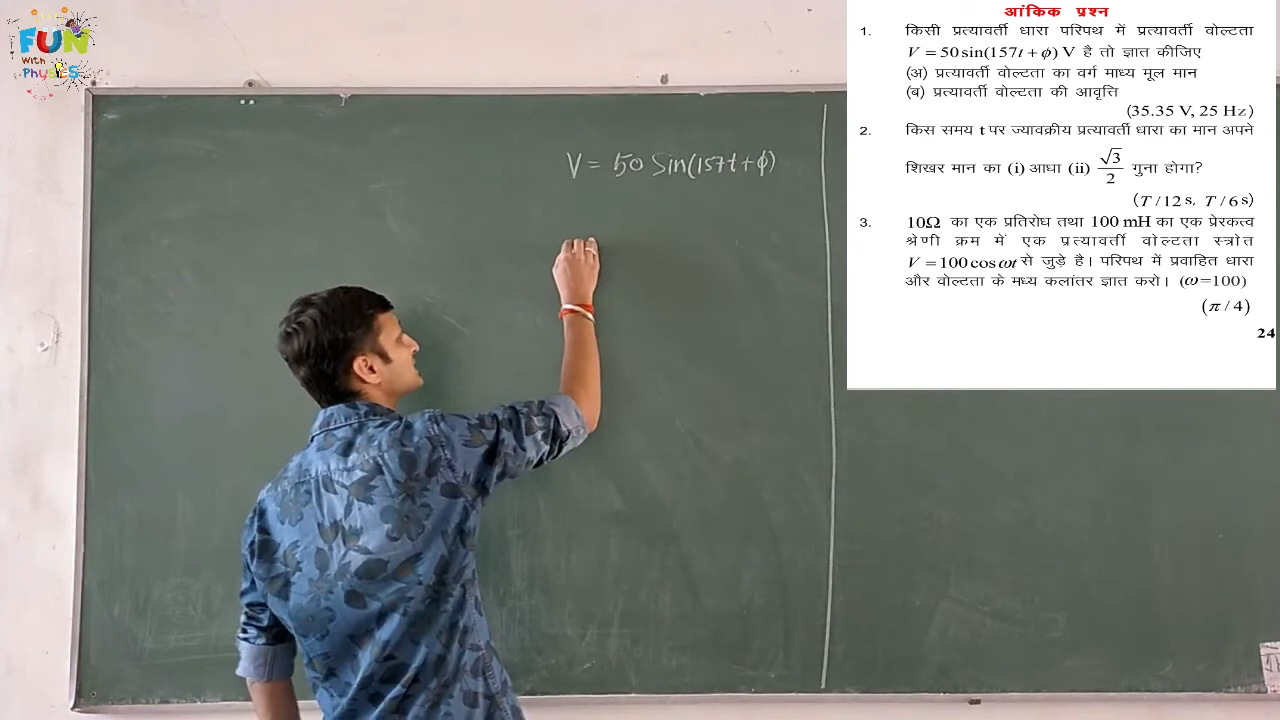 FUN
With
Physics
V = 50 Sin(157t+ϕ)
आंकिक प्रश्न
1. किसी प्रत्यावर्ती धारा परिपथ में प्रत्यावर्ती वोल्टता
V = 50 sin(157t + ϕ) V है तो ज्ञात कीजिए
(अ) प्रत्यावर्ती वोल्टता का वर्ग माध्य मूल मान
(ब) प्रत्यावर्ती वोल्टता की आवृत्ति
(35.35 V, 25 Hz)
2. किस समय t पर ज्यावक्रीय प्रत्यावर्ती धारा का मान अपने
शिखर मान का (i) आधा (ii) √3/2 गुना होगा?
(T / 12 s, T / 6 s)
3. 10Ω का एक प्रतिरोध तथा 100 mH का एक प्रेरकत्व
श्रेणी क्रम में एक प्रत्यावर्ती वोल्टता स्त्रोत
V = 100 cos ωt से जुड़े है। परिपथ में प्रवाहित धारा
और वोल्टता के मध्य कलांतर ज्ञात करो। (ω=100)
(π / 4)
24